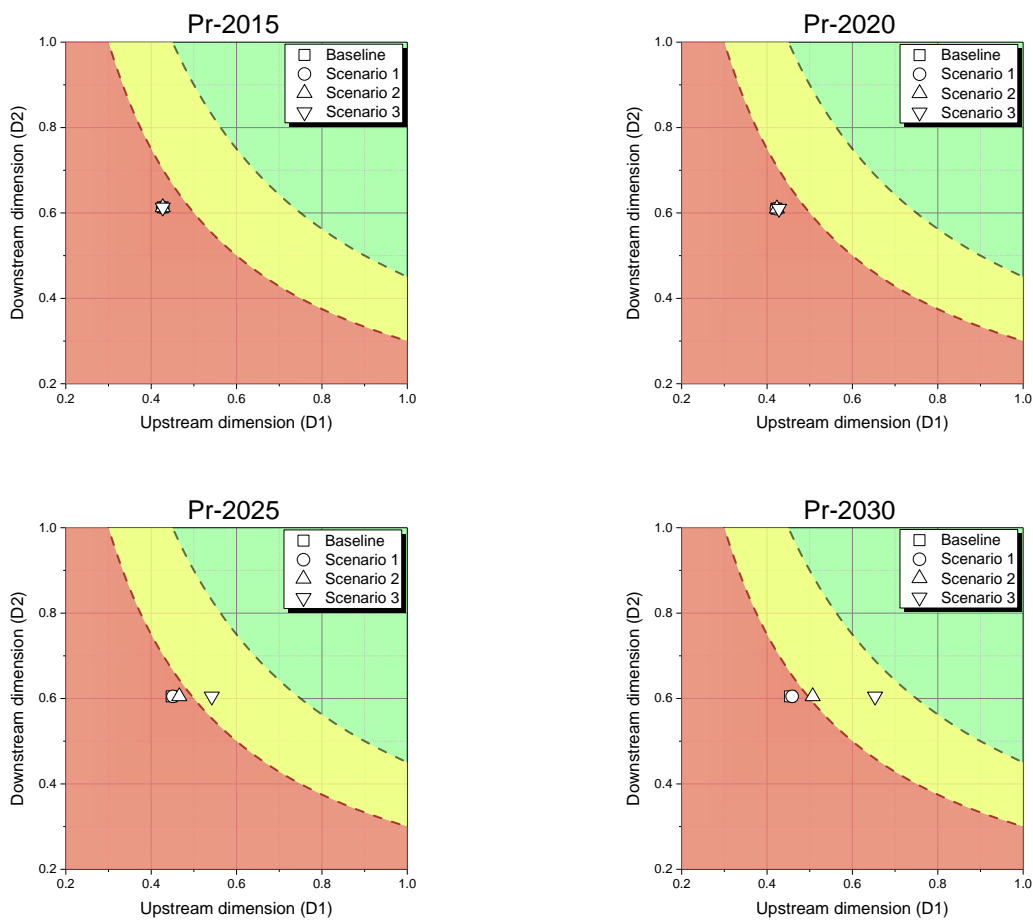 Pr-2015
Baseline
Scenario 1
Scenario 2
Scenario 3
1.0
0.8
0.6
0.4
0.2
Downstream dimension (D2)
0.2 0.4 0.6 0.8 1.0
Upstream dimension (D1)
Pr-2020
Baseline
Scenario 1
Scenario 2
Scenario 3
1.0
0.8
0.6
0.4
0.2
Downstream dimension (D2)
0.2 0.4 0.6 0.8 1.0
Upstream dimension (D1)
Pr-2025
Baseline
Scenario 1
Scenario 2
Scenario 3
1.0
0.8
0.6
0.4
0.2
Downstream dimension (D2)
0.2 0.4 0.6 0.8 1.0
Upstream dimension (D1)
Pr-2030
Baseline
Scenario 1
Scenario 2
Scenario 3
1.0
0.8
0.6
0.4
0.2
Downstream dimension (D2)
0.2 0.4 0.6 0.8 1.0
Upstream dimension (D1)